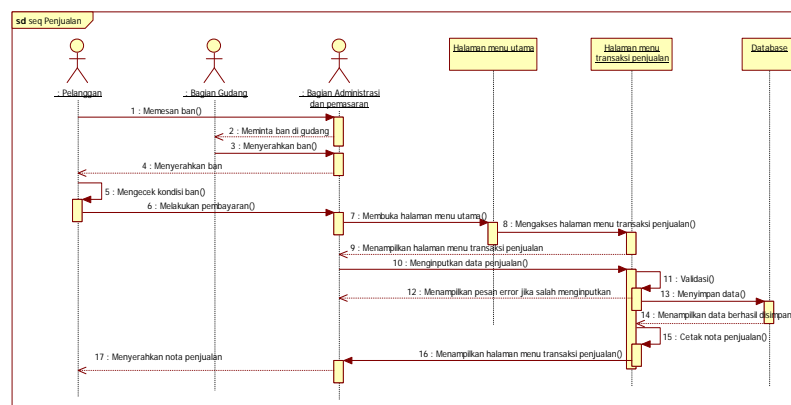 sd seq Penjualan
Halaman menu utama
Halaman menu
transaksi penjualan
Database
: Pelanggan
: Bagian Gudang
: Bagian Administrasi
dan pemasaran
1 : Memesan ban()
2 : Meminta ban di gudang
3 : Menyerahkan ban()
4 : Menyerahkan ban
5 : Mengecek kondisi ban()
6 : Melakukan pembayaran()
7 : Membuka halaman menu utama()
8 : Mengakses halaman menu transaksi penjualan()
9 : Menampilkan halaman menu transaksi penjualan
10 : Menginputkan data penjualan()
11 : Validasi()
12 : Menampilkan pesan error jika salah menginputkan
13 : Menyimpan data()
14 : Menampilkan data berhasil disimpan
15 : Cetak nota penjualan()
16 : Menampilkan halaman menu transaksi penjualan()
17 : Menyerahkan nota penjualan